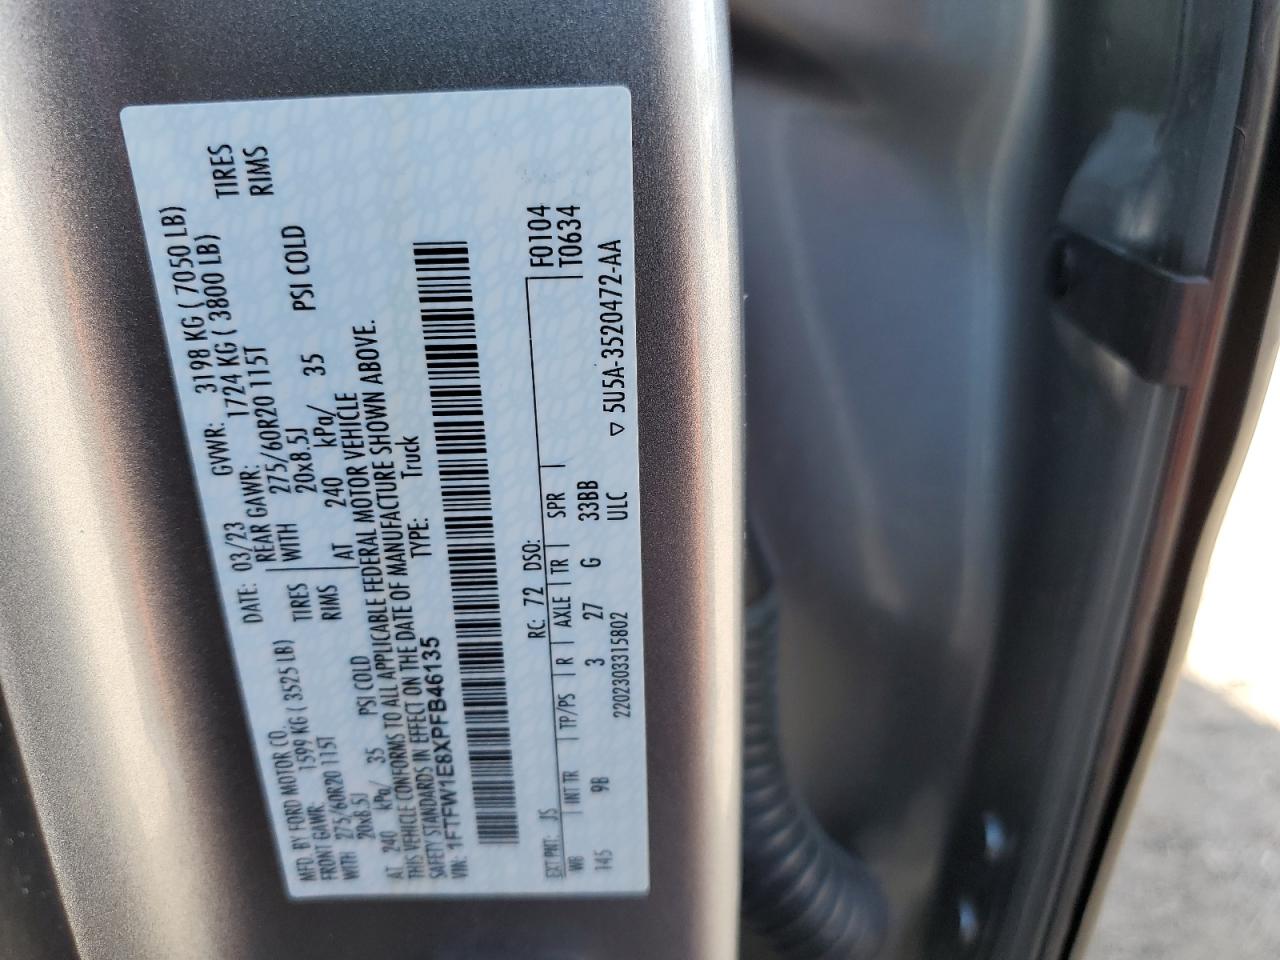 MFD. BY FORD MOTOR CO. DATE: 03/23 GVWR: 3198 KG ( 7050 LB)
FRONT GAWR: 1599 KG ( 3525 LB) REAR GAWR: 1724 KG ( 3800 LB)
WITH 275/60R20 115T TIRES WITH 275/60R20 115T TIRES
20x8.5J RIMS 20x8.5J RIMS
AT 240 kPa/ 35 PSI COLD AT 240 kPa/ 35 PSI COLD
THIS VEHICLE CONFORMS TO ALL APPLICABLE FEDERAL MOTOR VEHICLE
SAFETY STANDARDS IN EFFECT ON THE DATE OF MANUFACTURE SHOWN ABOVE.
VIN: 1FTFW1E8XPFB46135 TYPE: Truck
F0104
T0634
EXT PNT: JS RC: 72 DSO:
WB INT TR TP/PS R AXLE TR SPR
145 9B 3 27 G 33BB
2202303315802 ULC ▽ 5U5A-3520472-AA